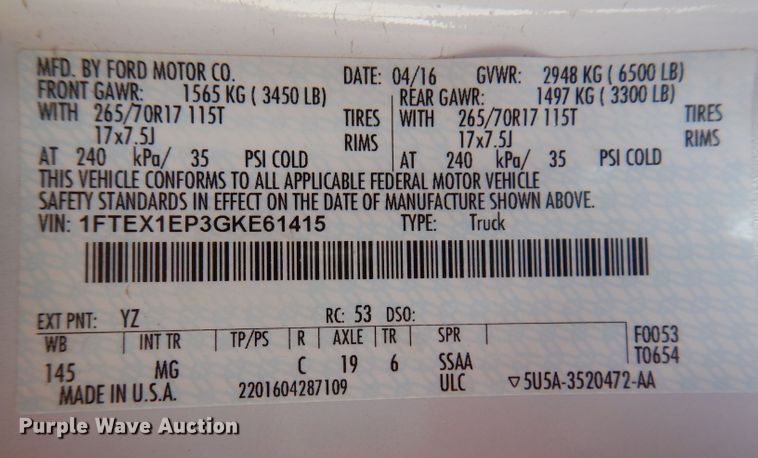 MFD. BY FORD MOTOR CO. DATE: 04/16 GVWR: 2948 KG ( 6500 LB)
FRONT GAWR: 1565 KG ( 3450 LB) REAR GAWR: 1497 KG ( 3300 LB)
WITH 265/70R17 115T TIRES WITH 265/70R17 115T TIRES
17x7.5J RIMS 17x7.5J RIMS
AT 240 kPa/ 35 PSI COLD AT 240 kPa/ 35 PSI COLD
THIS VEHICLE CONFORMS TO ALL APPLICABLE FEDERAL MOTOR VEHICLE
SAFETY STANDARDS IN EFFECT ON THE DATE OF MANUFACTURE SHOWN ABOVE.
VIN: 1FTEX1EP3GKE61415 TYPE: Truck
EXT PNT: YZ RC: 53 DSO:
WB INT TR TP/PS R AXLE TR SPR F0053
145 MG C 19 6 SSAA T0654
MADE IN U.S.A. 2201604287109 ULC ▽5U5A-3520472-AA
Purple Wave Auction